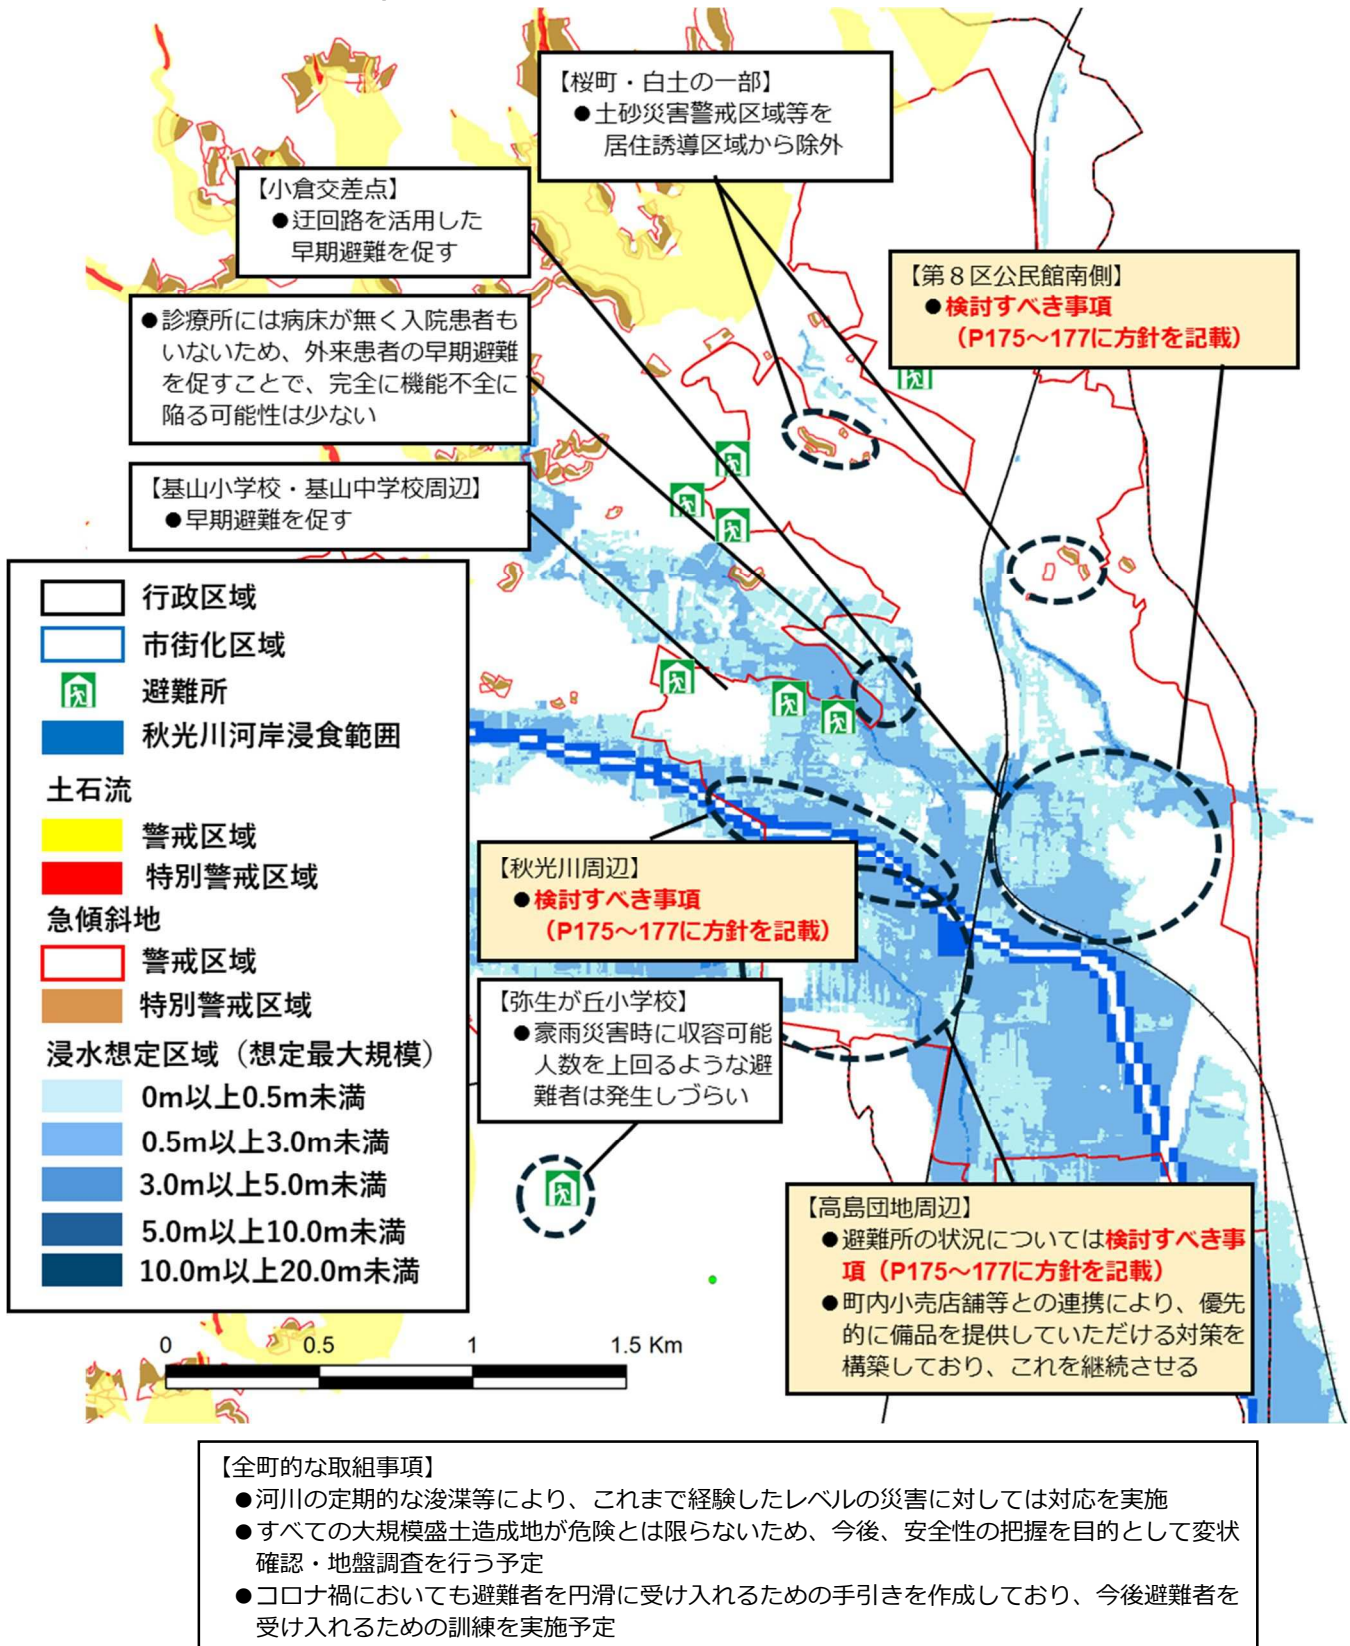 【桜町・白土の一部】
●土砂災害警戒区域等を
居住誘導区域から除外
【小倉交差点】
●迂回路を活用した
早期避難を促す
【第８区公民館南側】
●検討すべき事項
（P175～177に方針を記載）
●診療所には病床が無く入院患者も
いないため、外来患者の早期避難
を促すことで、完全に機能不全に
陥る可能性は少ない
【基山小学校・基山中学校周辺】
●早期避難を促す
行政区域
市街化区域
避難所
秋光川河岸浸食範囲
土石流
警戒区域
特別警戒区域
急傾斜地
警戒区域
特別警戒区域
浸水想定区域（想定最大規模）
0m以上0.5m未満
0.5m以上3.0m未満
3.0m以上5.0m未満
5.0m以上10.0m未満
10.0m以上20.0m未満
【秋光川周辺】
●検討すべき事項
（P175～177に方針を記載）
【弥生が丘小学校】
●豪雨災害時に収容可能
人数を上回るような避
難者は発生しづらい
【高島団地周辺】
●避難所の状況については検討すべき事
項（P175～177に方針を記載）
●町内小売店舗等との連携により、優先
的に備品を提供していただける対策を
構築しており、これを継続させる
0 0.5 1 1.5 Km
【全町的な取組事項】
●河川の定期的な浚渫等により、これまで経験したレベルの災害に対しては対応を実施
●すべての大規模盛土造成地が危険とは限らないため、今後、安全性の把握を目的として変状
確認・地盤調査を行う予定
●コロナ禍においても避難者を円滑に受け入れるための手引きを作成しており、今後避難者を
受け入れるための訓練を実施予定